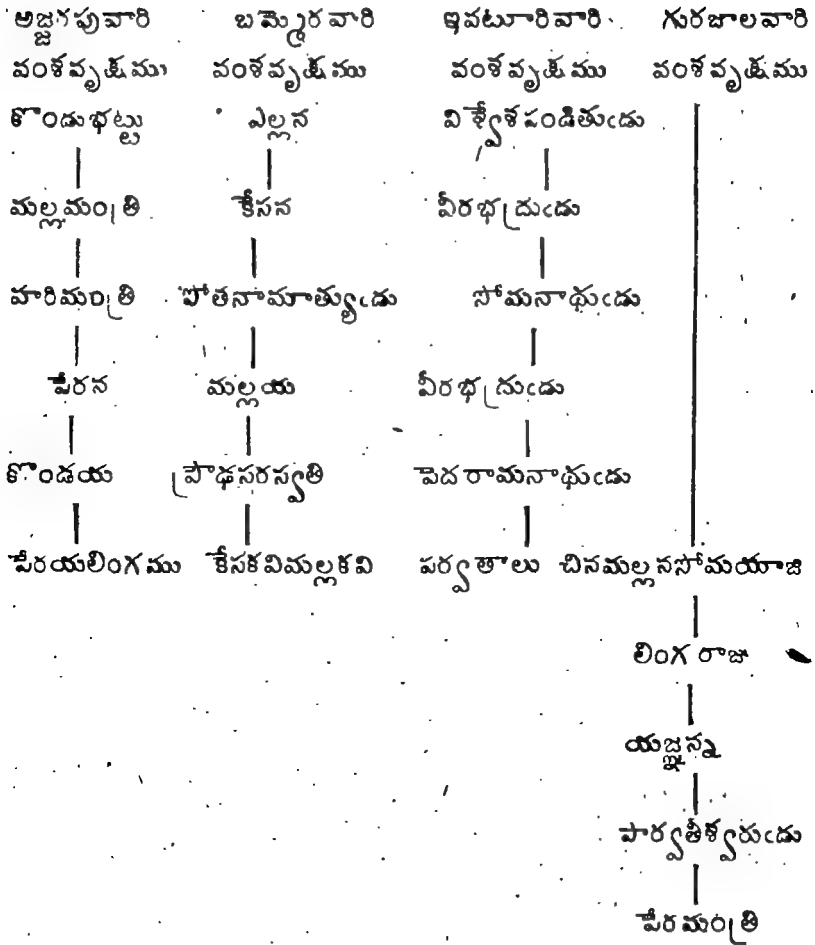 అజ్జరపువారి బమ్మెరవారి ఇవటూరివారి గురజాలవారి
వంశవృక్షము వంశవృక్షము వంశవృక్షము వంశవృక్షము
కొండుభట్టు ఎల్లన విశ్వేశపండితుఁడు
మల్లమంత్రి కేసన వీరభద్రుఁడు
హరిమంత్రి పోతనామాత్యుఁడు సోమనాథుఁడు
పేరన మల్లయ వీరభద్రుఁడు
కొండయ ప్రౌఢసరస్వతి పెదరామనాథుఁడు
పేరయలింగము కేసకవిమల్లకవి పర్వతాలు చినమల్లనసోమయాజి
లింగరాజు
యజ్ఞన్న
పార్వతీశ్వరుఁడు
పేరమంత్రి